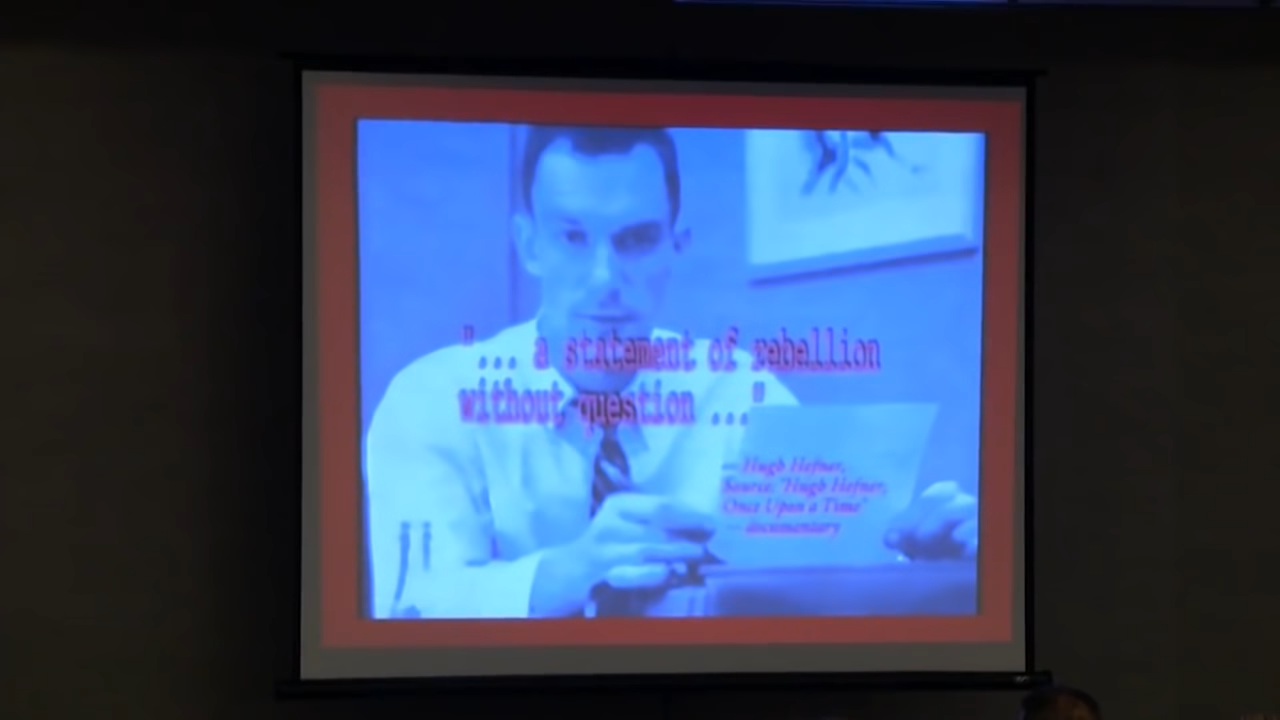 "... a statement of rebellion
without question ..."
— Hugh Hefner,
Source: "Hugh Hefner,
Once Upon a Time"
— documentary